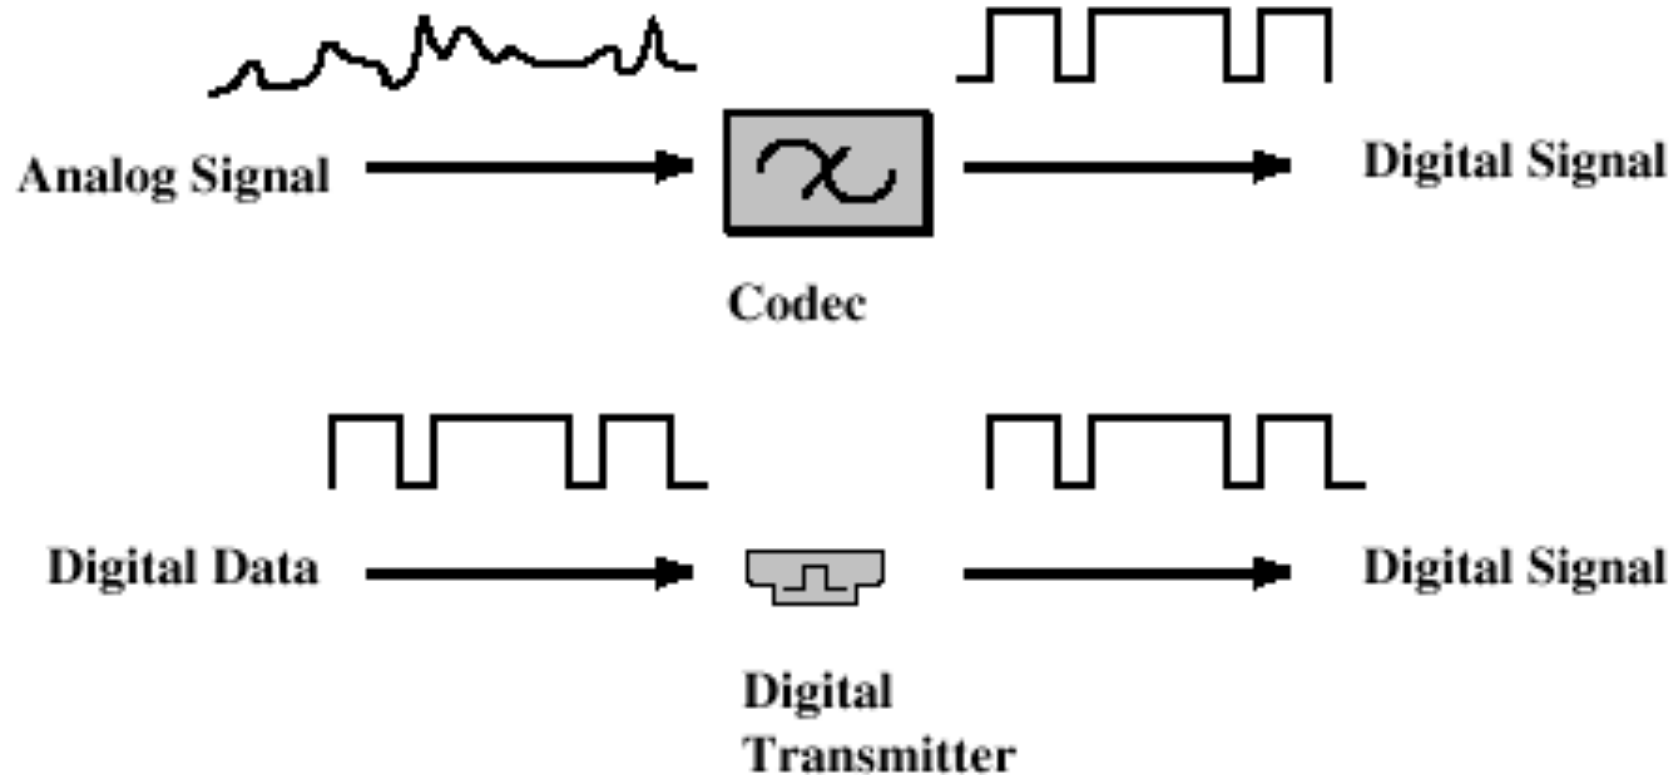 Analog Signal
Digital Signal
Codec
Digital Data
Digital Signal
Digital
Transmitter